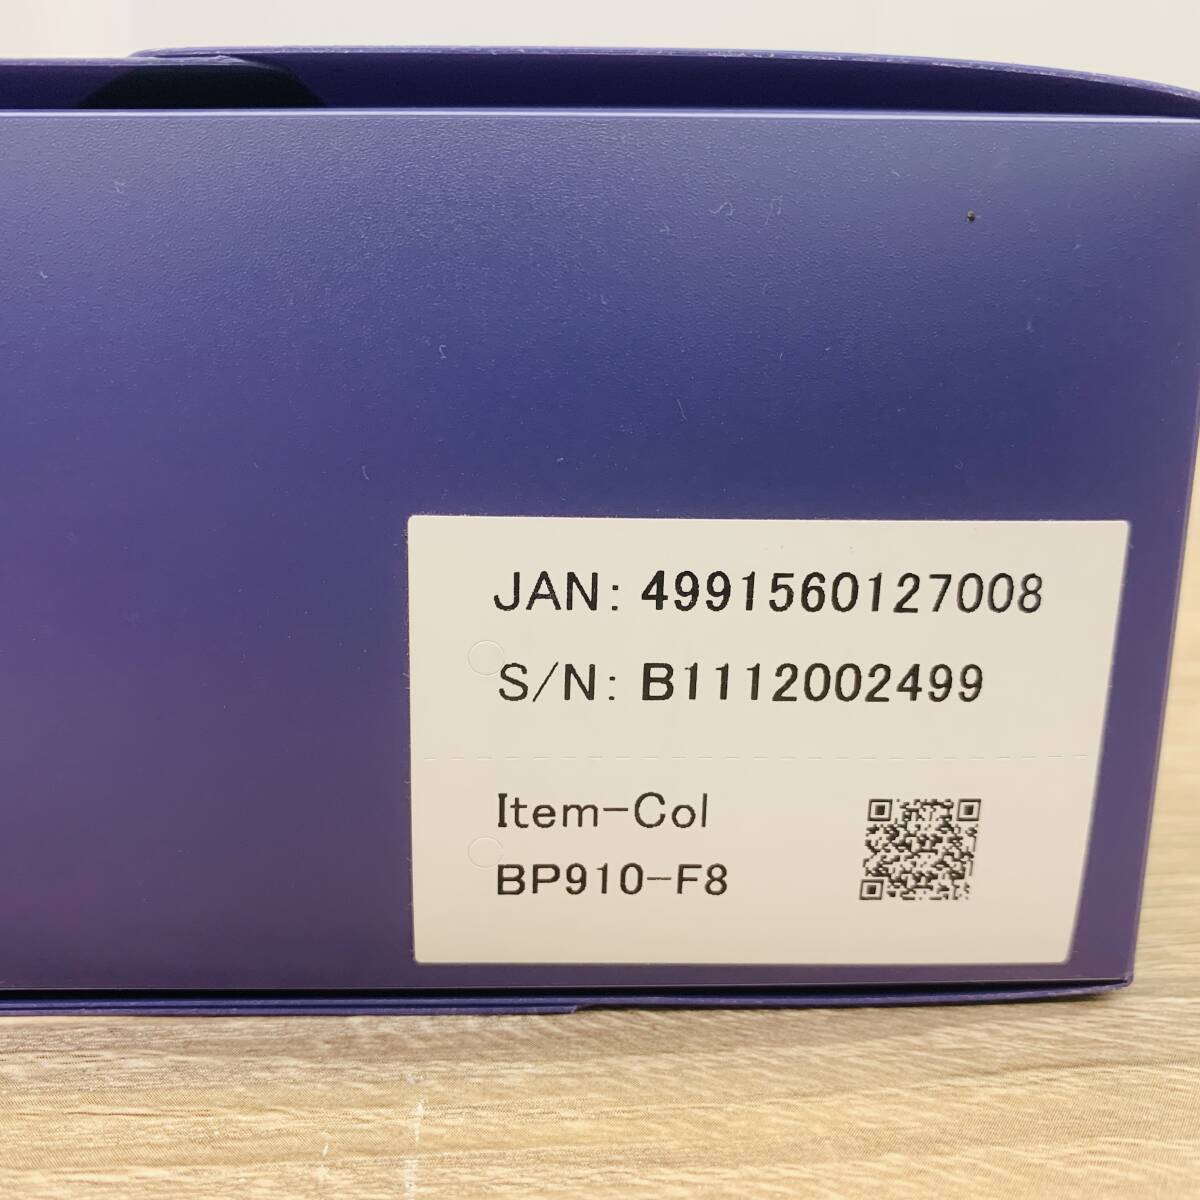 JAN: 4991560127008
S/N: B1112002499
Item-Col
BP910-F8